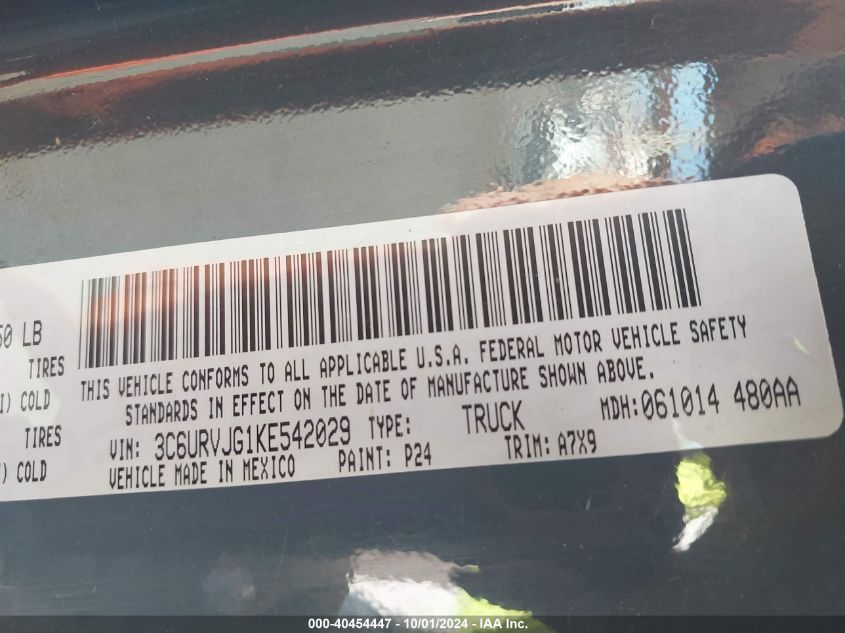 LB
TIRES
) COLD
TIRES
) COLD
THIS VEHICLE CONFORMS TO ALL APPLICABLE U.S.A. FEDERAL MOTOR VEHICLE SAFETY
STANDARDS IN EFFECT ON THE DATE OF MANUFACTURE SHOWN ABOVE.
VIN: 3C6URVJG1KE542029 TYPE: TRUCK MDH: 061014 480AA
VEHICLE MADE IN MEXICO PAINT: P24 TRIM: A7X9
000-40454447 - 10/01/2024 - IAA Inc.